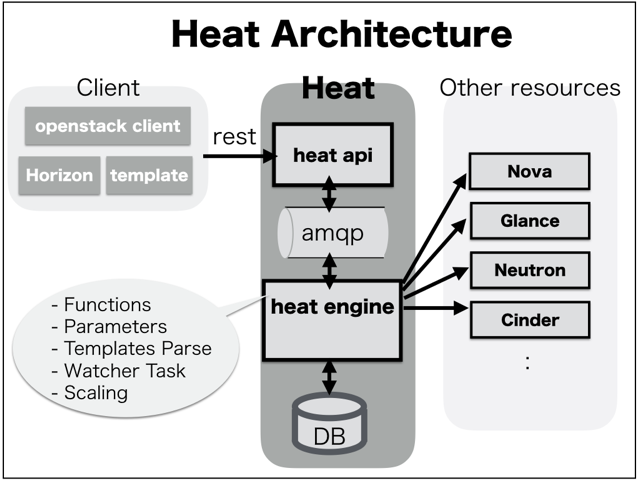 Heat Architecture
Client
Heat
Other resources
openstack client
Horizon
template
rest
heat api
amqp
heat engine
DB
- Functions
- Parameters
- Templates Parse
- Watcher Task
- Scaling
Nova
Glance
Neutron
Cinder
: